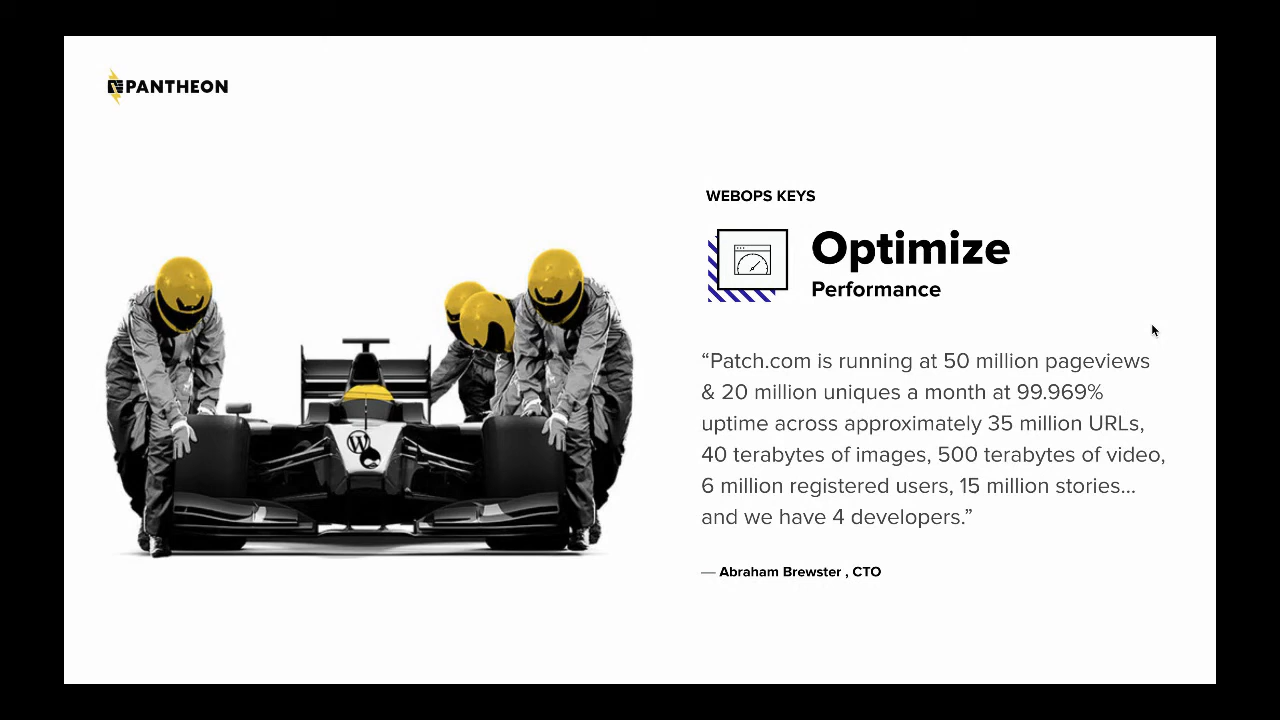 PANTHEON
WEBOPS KEYS
Optimize
Performance
“Patch.com is running at 50 million pageviews
& 20 million uniques a month at 99.969%
uptime across approximately 35 million URLs,
40 terabytes of images, 500 terabytes of video,
6 million registered users, 15 million stories...
and we have 4 developers.”
— Abraham Brewster , CTO